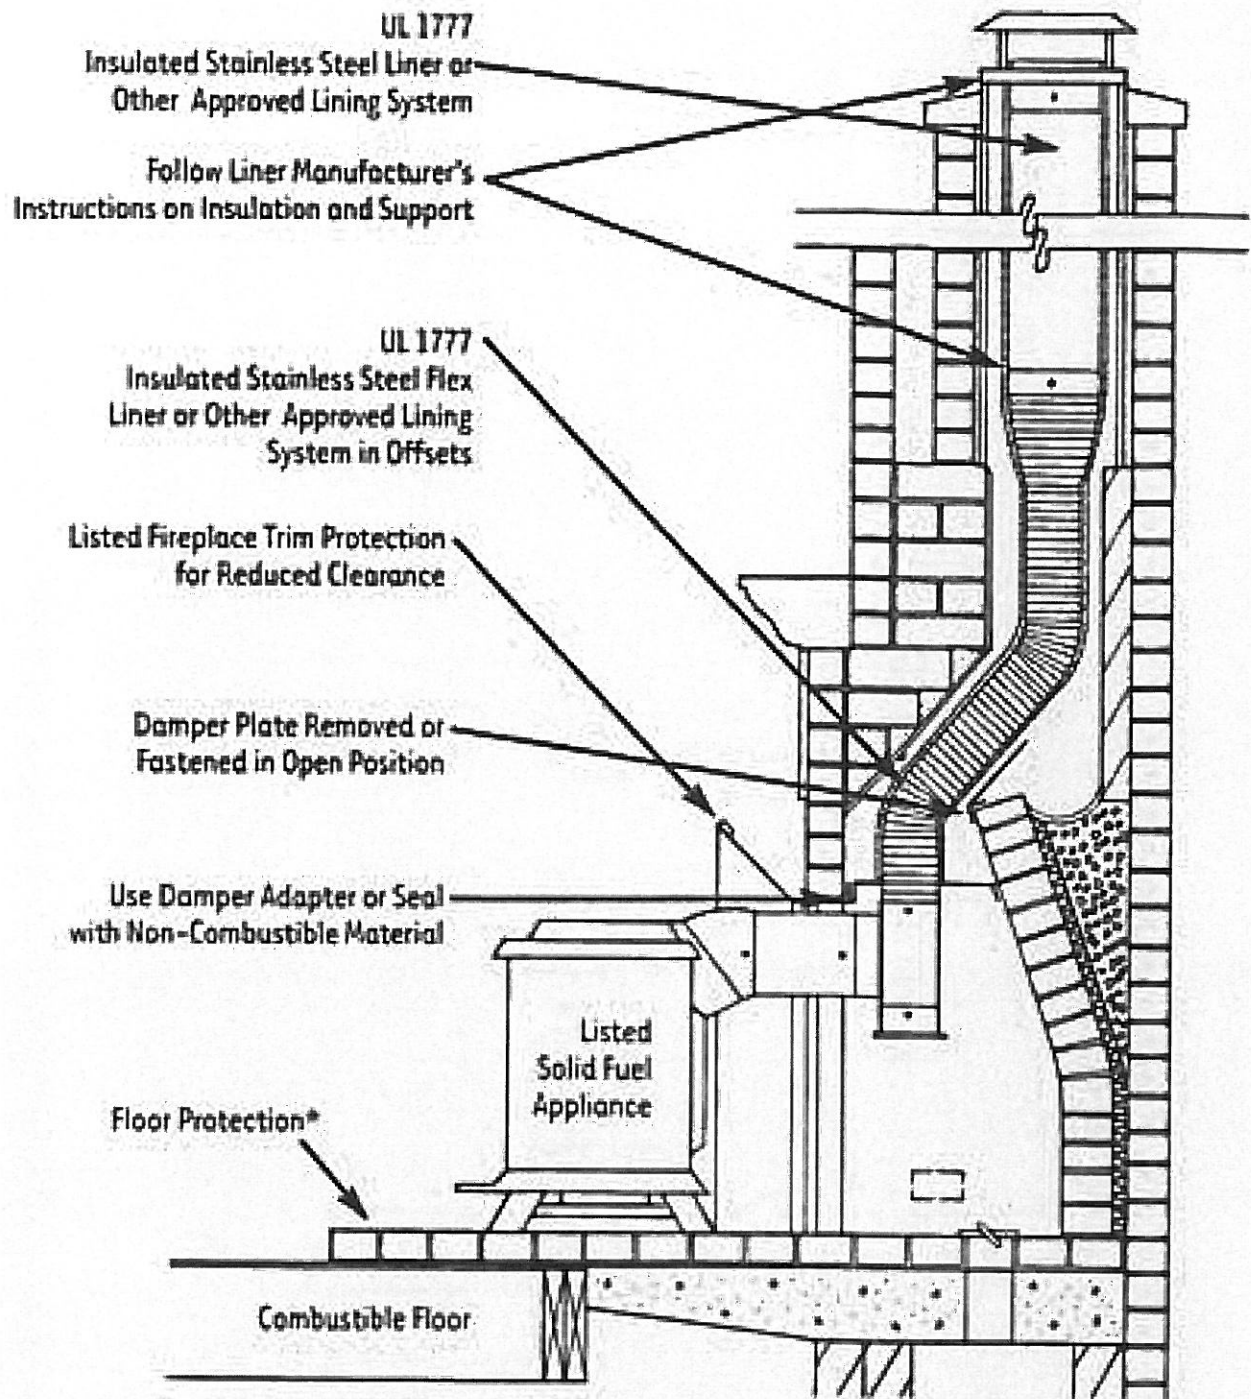 UL 1777
Insulated Stainless Steel Liner or
Other Approved Lining System
Follow Liner Manufacturer's
Instructions on Insulation and Support
UL 1777
Insulated Stainless Steel Flex
Liner or Other Approved Lining
System in Offsets
Listed Fireplace Trim Protection
for Reduced Clearance
Damper Plate Removed or
Fastened in Open Position
Use Damper Adapter or Seal
with Non-Combustible Material
Listed
Solid Fuel
Appliance
Floor Protection*
Combustible Floor